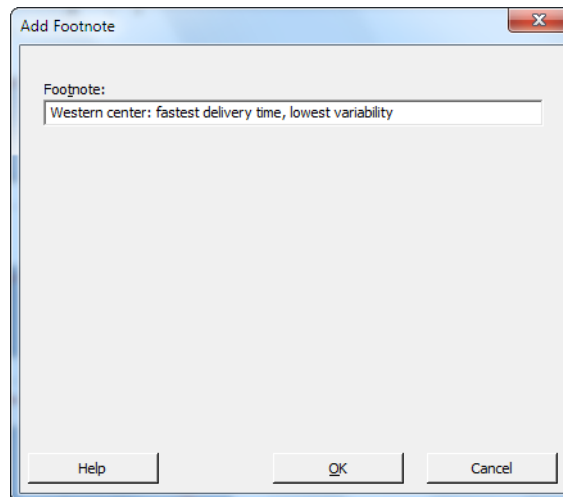 Add Footnote
Footnote:
Western center: fastest delivery time, lowest variability
Help OK Cancel